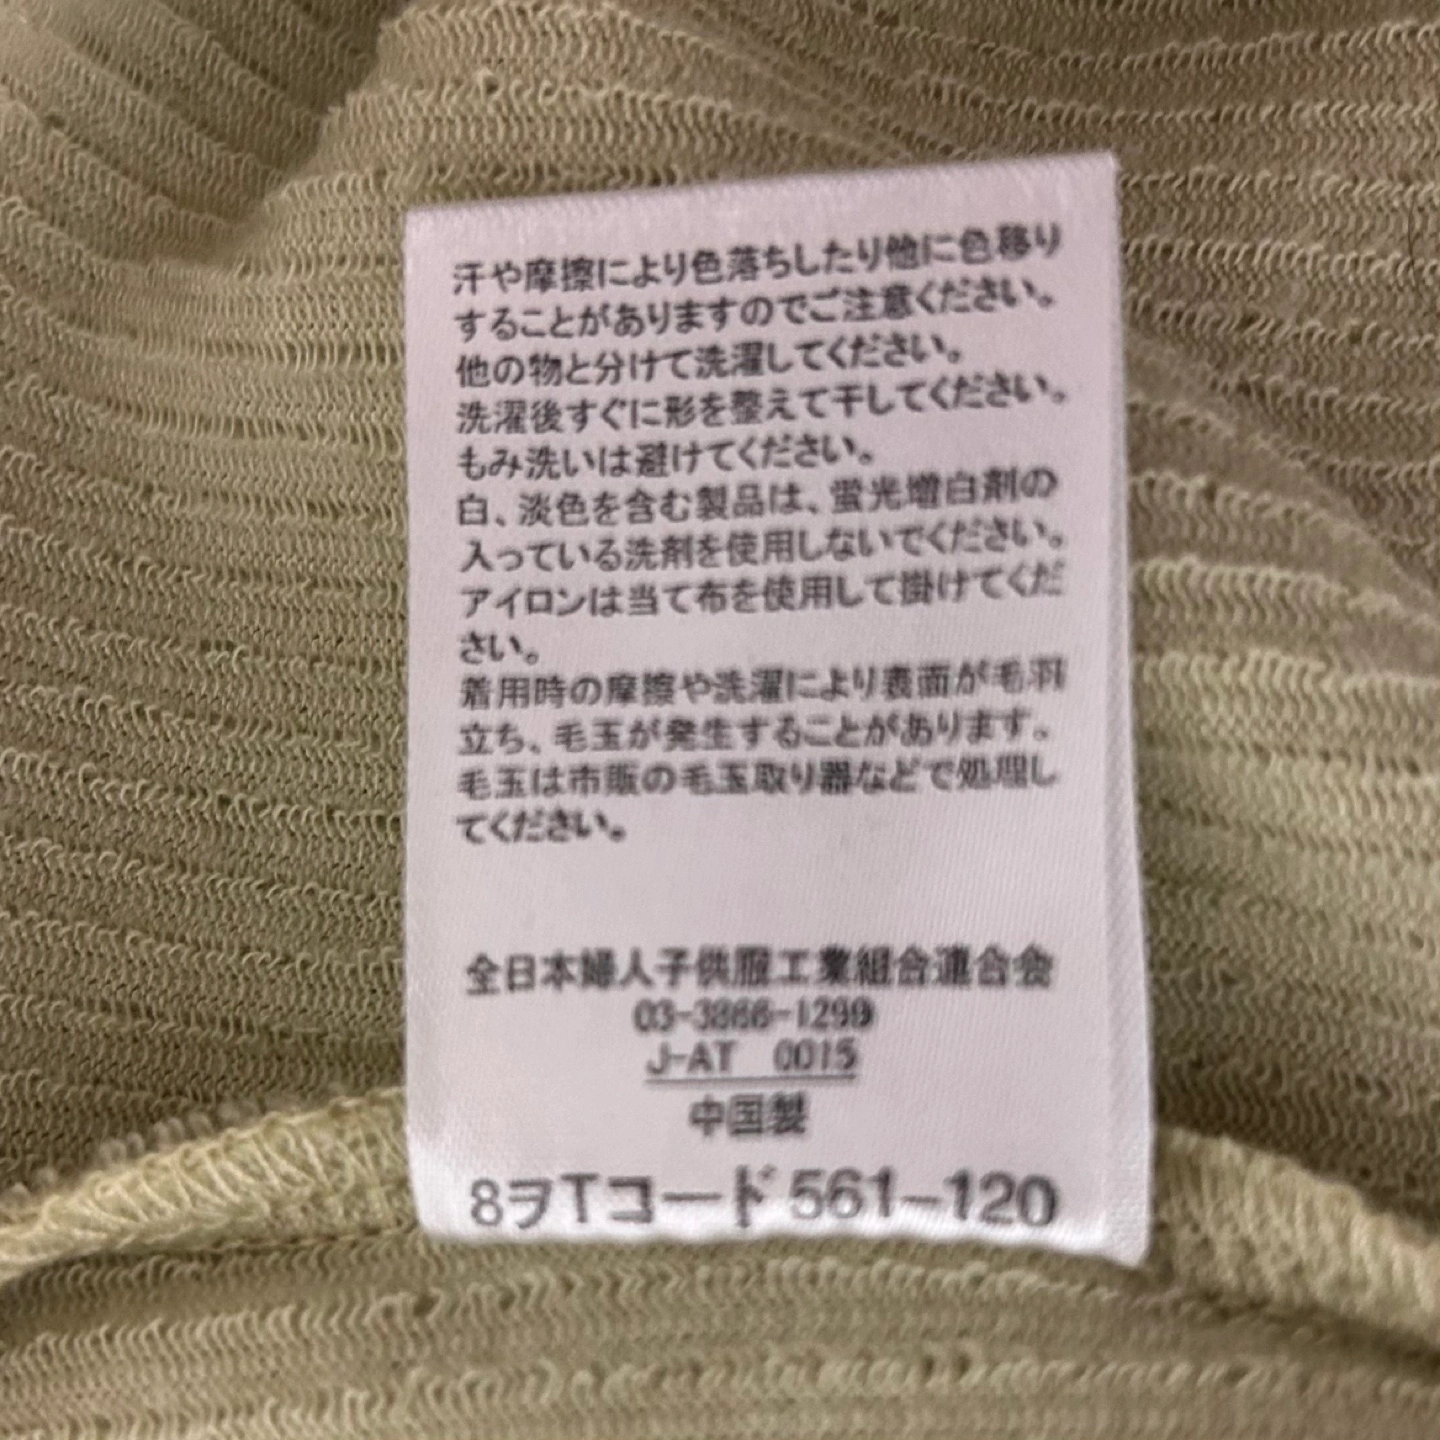 汗や摩擦により色落ちしたり他に色移り
することがありますのでご注意ください。
他の物と分けて洗濯してください。
洗濯後すぐに形を整えて干してください。
もみ洗いは避けてください。
白、淡色を含む製品は、蛍光増白剤の
入っている洗剤を使用しないでください。
アイロンは当て布を使用して掛けてくだ
さい。
着用時の摩擦や洗濯により表面が毛羽
立ち、毛玉が発生することがあります。
毛玉は市販の毛玉取り器などで処理し
てください。
全日本婦人子供服工業組合連合会
03-3866-1299
J-AT 0015
中国製
8ヲTコード561-120